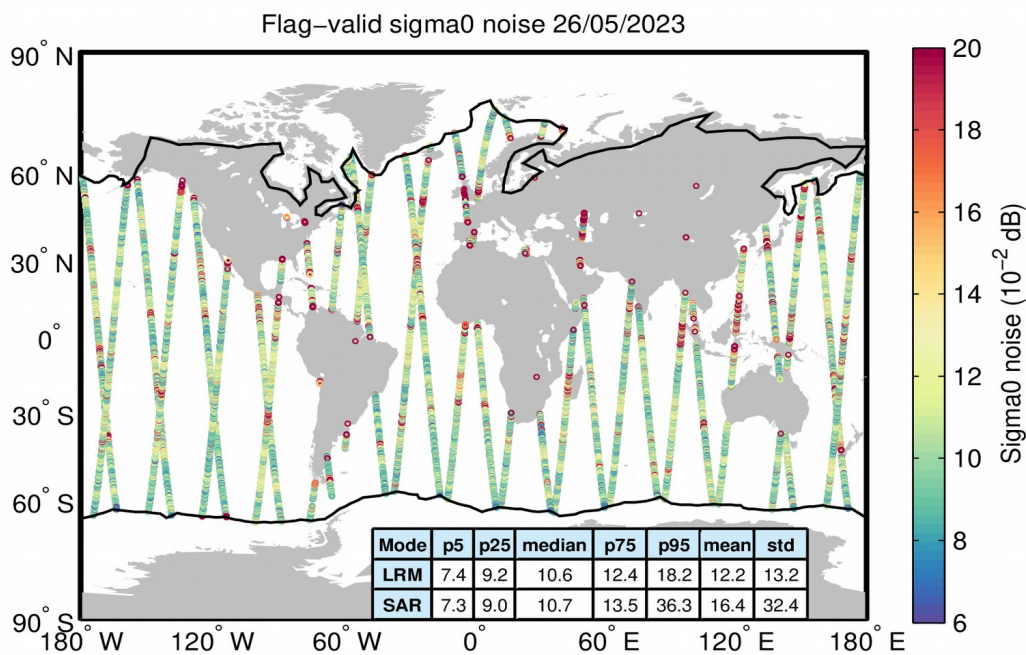 Flag−valid sigma0 noise 26/05/2023
90° N
60° N
30° N
0°
30° S
60° S
90° S
180° W
120° W
60° W
0°
60° E
120° E
180° E
20
18
16
14
12
10
8
6
Sigma0 noise (10⁻² dB)
Mode p5 p25 median p75 p95 mean std
LRM 7.4 9.2 10.6 12.4 18.2 12.2 13.2
SAR 7.3 9.0 10.7 13.5 36.3 16.4 32.4